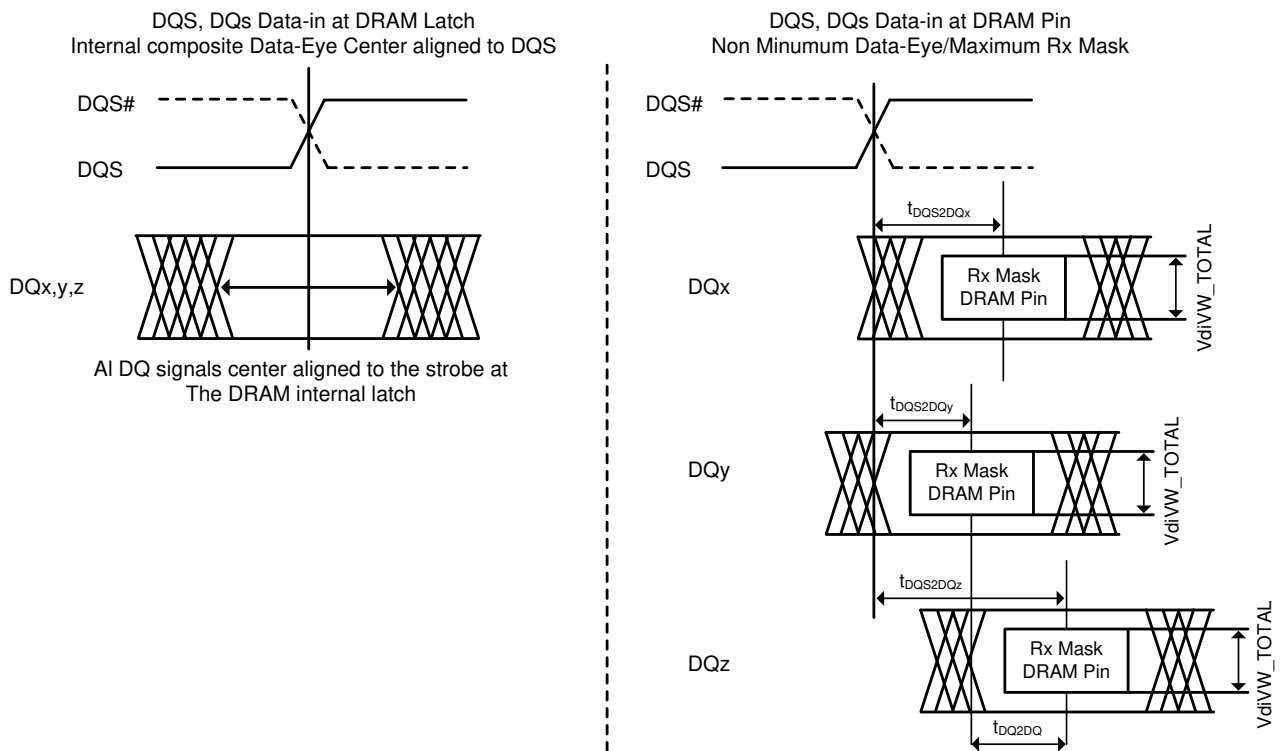 DQS, DQs Data-in at DRAM Latch
Internal composite Data-Eye Center aligned to DQS
DQS#
DQS
DQx,y,z
Al DQ signals center aligned to the strobe at
The DRAM internal latch
DQS, DQs Data-in at DRAM Pin
Non Minumum Data-Eye/Maximum Rx Mask
DQS#
DQS
tDQS2DQx
DQx
Rx Mask
DRAM Pin
VdiVW_TOTAL
tDQS2DQy
DQy
Rx Mask
DRAM Pin
VdiVW_TOTAL
tDQS2DQz
DQz
Rx Mask
DRAM Pin
VdiVW_TOTAL
tDQ2DQ